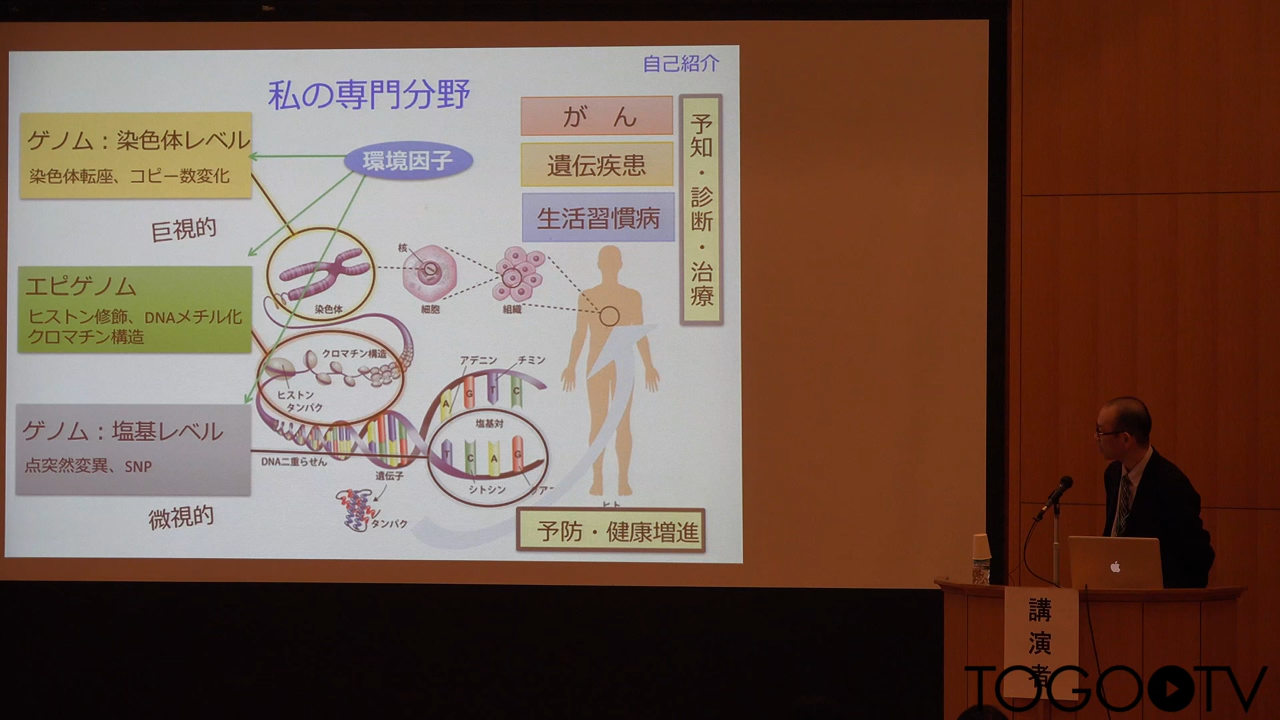 自己紹介
私の専門分野
ゲノム：染色体レベル
染色体転座、コピー数変化
巨視的
エピゲノム
ヒストン修飾、DNAメチル化
クロマチン構造
ゲノム：塩基レベル
点突然変異、SNP
微視的
環境因子
が ん
遺伝疾患
生活習慣病
予知・診断・治療
核
染色体
細胞
組織
クロマチン構造
ヒストン
タンパク
アデニン
チミン
A G T C
塩基対
T C A G
シトシン
DNA二重らせん
遺伝子
タンパク
ヒト
予防・健康増進
講演者
TOGO TV